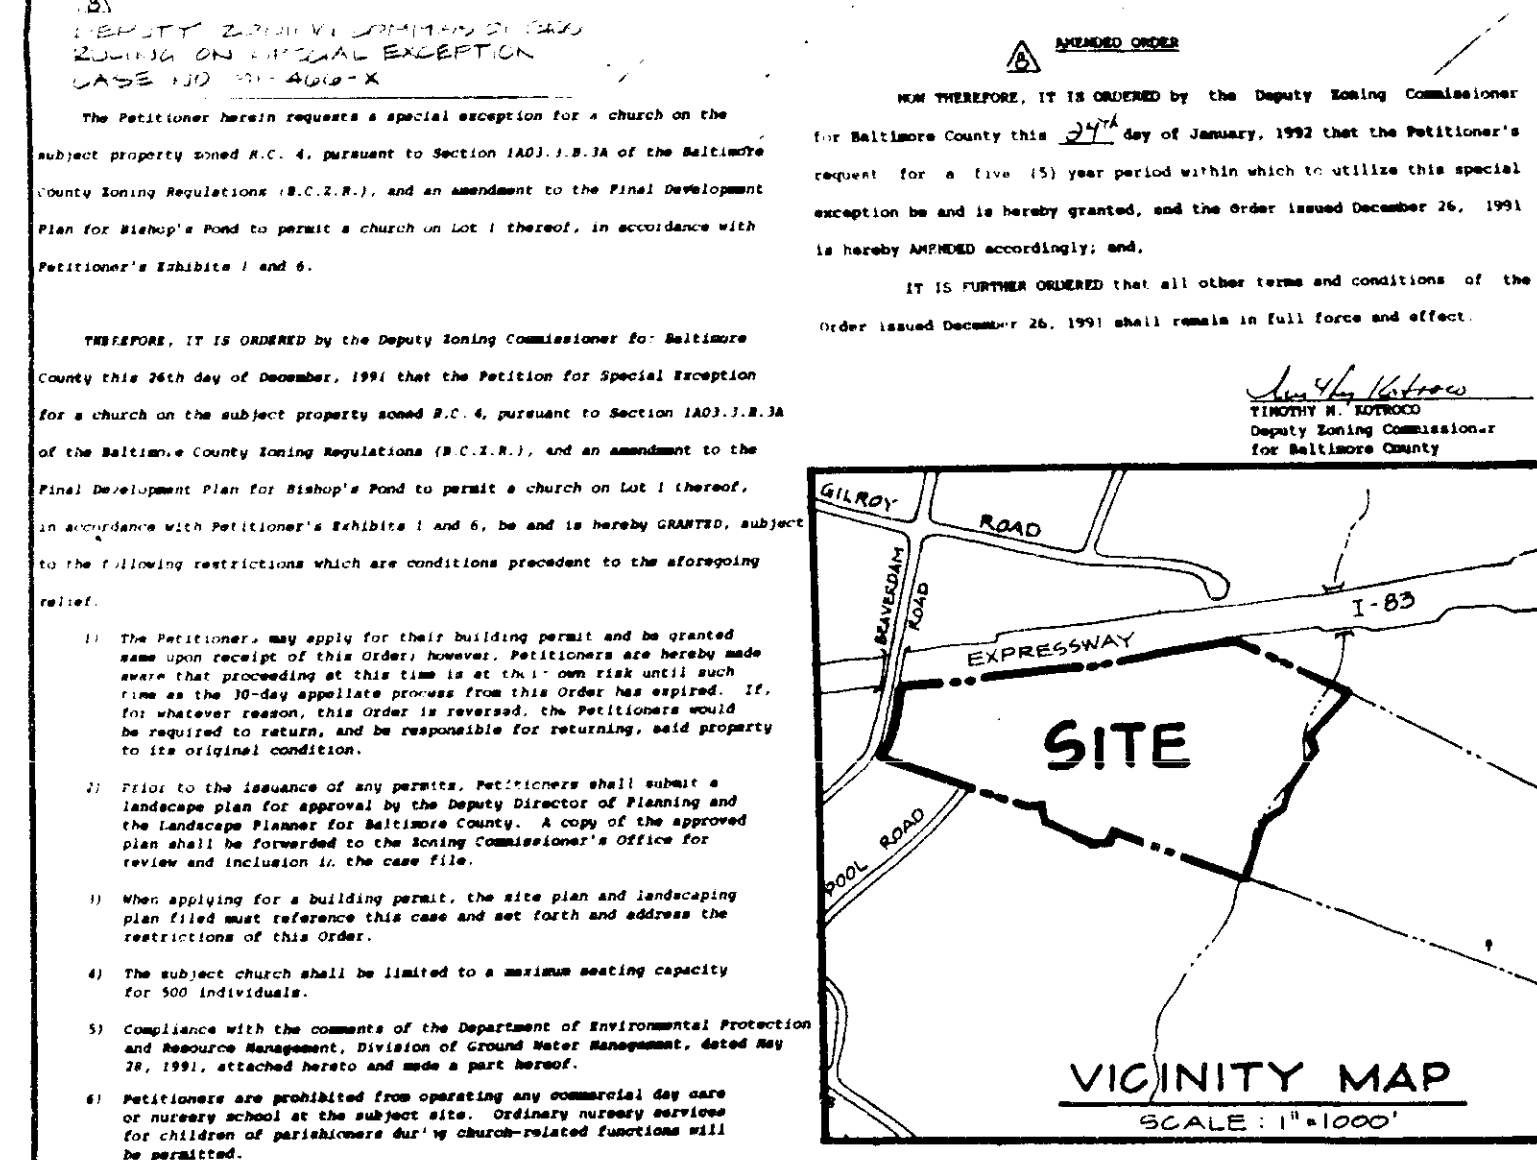 RULING ON SPECIAL EXCEPTION
CASE NO 91-466-X
The Petitioner herein requests a special exception for a church on the
subject property zoned R.C. 4, pursuant to Section 1A03.3.B.3A of the Baltimore
County Zoning Regulations (B.C.Z.R.), and an amendment to the Final Development
Plan for Bishop's Pond to permit a church on Lot 1 thereof, in accordance with
Petitioner's Exhibits 1 and 6.
THEREFORE, IT IS ORDERED by the Deputy Zoning Commissioner for Baltimore
County this 26th day of December, 1991 that the Petition for Special Exception
for a church on the subject property zoned R.C. 4, pursuant to Section 1A03.3.B.3A
of the Baltimore County Zoning Regulations (B.C.Z.R.), and an amendment to the
Final Development Plan for Bishop's Pond to permit a church on Lot 1 thereof,
in accordance with Petitioner's Exhibits 1 and 6, be and is hereby GRANTED, subject
to the following restrictions which are conditions precedent to the aforegoing
relief.
1) The Petitioners may apply for their building permit and be granted
same upon receipt of this Order; however, Petitioners are hereby made
aware that proceeding at this time is at their own risk until such
time as the 30-day appellate process from this Order has expired. If,
for whatever reason, this Order is reversed, the Petitioners would
be required to return, and be responsible for returning, said property
to its original condition.
2) Prior to the issuance of any permits, Petitioners shall submit a
landscape plan for approval by the Deputy Director of Planning and
the Landscape Planner for Baltimore County. A copy of the approved
plan shall be forwarded to the Zoning Commissioner's Office for
review and inclusion in the case file.
3) When applying for a building permit, the site plan and landscaping
plan filed must reference this case and set forth and address the
restrictions of this Order.
4) The subject church shall be limited to a maximum seating capacity
for 500 individuals.
5) Compliance with the comments of the Department of Environmental Protection
and Resource Management, Division of Ground Water Management, dated May
28, 1991, attached hereto and made a part hereof.
6) Petitioners are prohibited from operating any commercial day care
or nursery school at the subject site. Ordinary nursery services
for children of parishioners during church-related functions will
be permitted.
8 AMENDED ORDER
NOW THEREFORE, IT IS ORDERED by the Deputy Zoning Commissioner
for Baltimore County this 24th day of January, 1992 that the Petitioner's
request for a five (5) year period within which to utilize this special
exception be and is hereby granted, and the Order issued December 26, 1991
is hereby AMENDED accordingly; and,
IT IS FURTHER ORDERED that all other terms and conditions of the
Order issued December 26, 1991 shall remain in full force and effect.
TIMOTHY M. KOTROCO
Deputy Zoning Commissioner
for Baltimore County
GILROY ROAD
BEAVERDAM ROAD
I-83
EXPRESSWAY
SITE
POOL ROAD
VICINITY MAP
SCALE : 1"=1000'